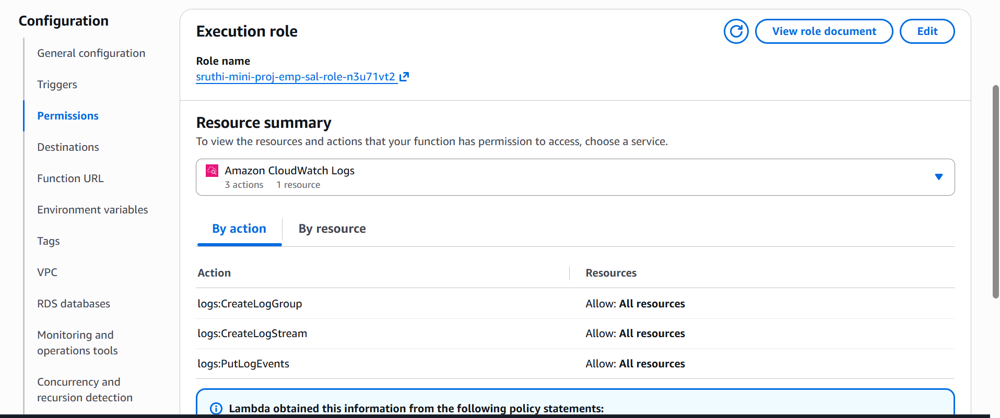 Configuration
General configuration
Triggers
Permissions
Destinations
Function URL
Environment variables
Tags
VPC
RDS databases
Monitoring and
operations tools
Concurrency and
recursion detection
Execution role
View role document
Edit
Role name
sruthi-mini-proj-emp-sal-role-n3u71vt2
Resource summary
To view the resources and actions that your function has permission to access, choose a service.
Amazon CloudWatch Logs
3 actions 1 resource
By action
By resource
Action Resources
logs:CreateLogGroup Allow: All resources
logs:CreateLogStream Allow: All resources
logs:PutLogEvents Allow: All resources
Lambda obtained this information from the following policy statements: